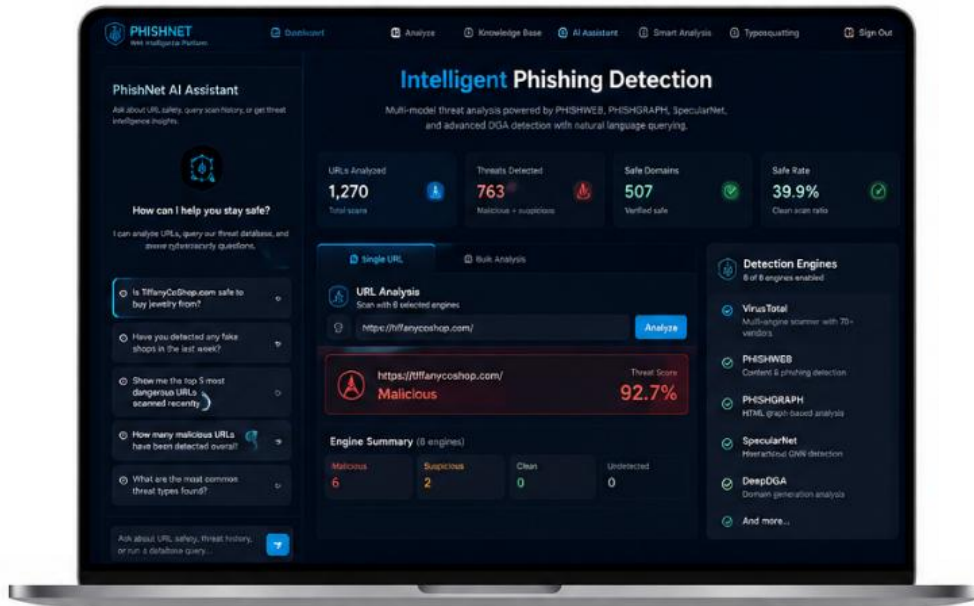 PHISHNET
Web Intelligence Platform
Dashboard
Analyze
Knowledge Base
AI Assistant
Smart Analysis
Typosquatting
Sign Out
PhishNet AI Assistant
Ask about URL safety, query scan history, or get threat
intelligence insights.
How can I help you stay safe?
I can analyze URLs, query our threat database, and
cybersecurity questions.
Is TiffanyCoShop.com safe to
buy jewelry from?
Have you detected any fake
shops in the last week?
Show me the top 5 most
dangerous URLs
scanned recently
How many malicious URLs
have been detected overall
What are the most common
threat types found?
Ask about URL safety, threat history,
or run a database query...
Intelligent Phishing Detection
Multi-model threat analysis powered by PHISHWEB, PHISHGRAPH, SpecularNet,
and advanced DGA detection with natural language querying.
URLs Analyzed
1,270
Total scans
Threats Detected
763
Malicious + suspicious
Safe Domains
507
Verified safe
Safe Rate
39.9%
Clean scan ratio
Single URL
Bulk Analysis
URL Analysis
Scan with 8 selected engines
https://tiffanycoshop.com/
Analyze
https://tiffanycoshop.com/
Malicious
Threat Score
92.7%
Engine Summary (8 engines)
Malicious
6
Suspicious
2
Clean
0
Undetected
0
Detection Engines
8 of 8 engines enabled
VirusTotal
Multi-engine scanner with 70+
vendors
PHISHWEB
Content & phishing detection
PHISHGRAPH
HTML graph-based analysis
SpecularNet
Hierarchical GNN detection
DeepDGA
Domain generation analysis
And more...